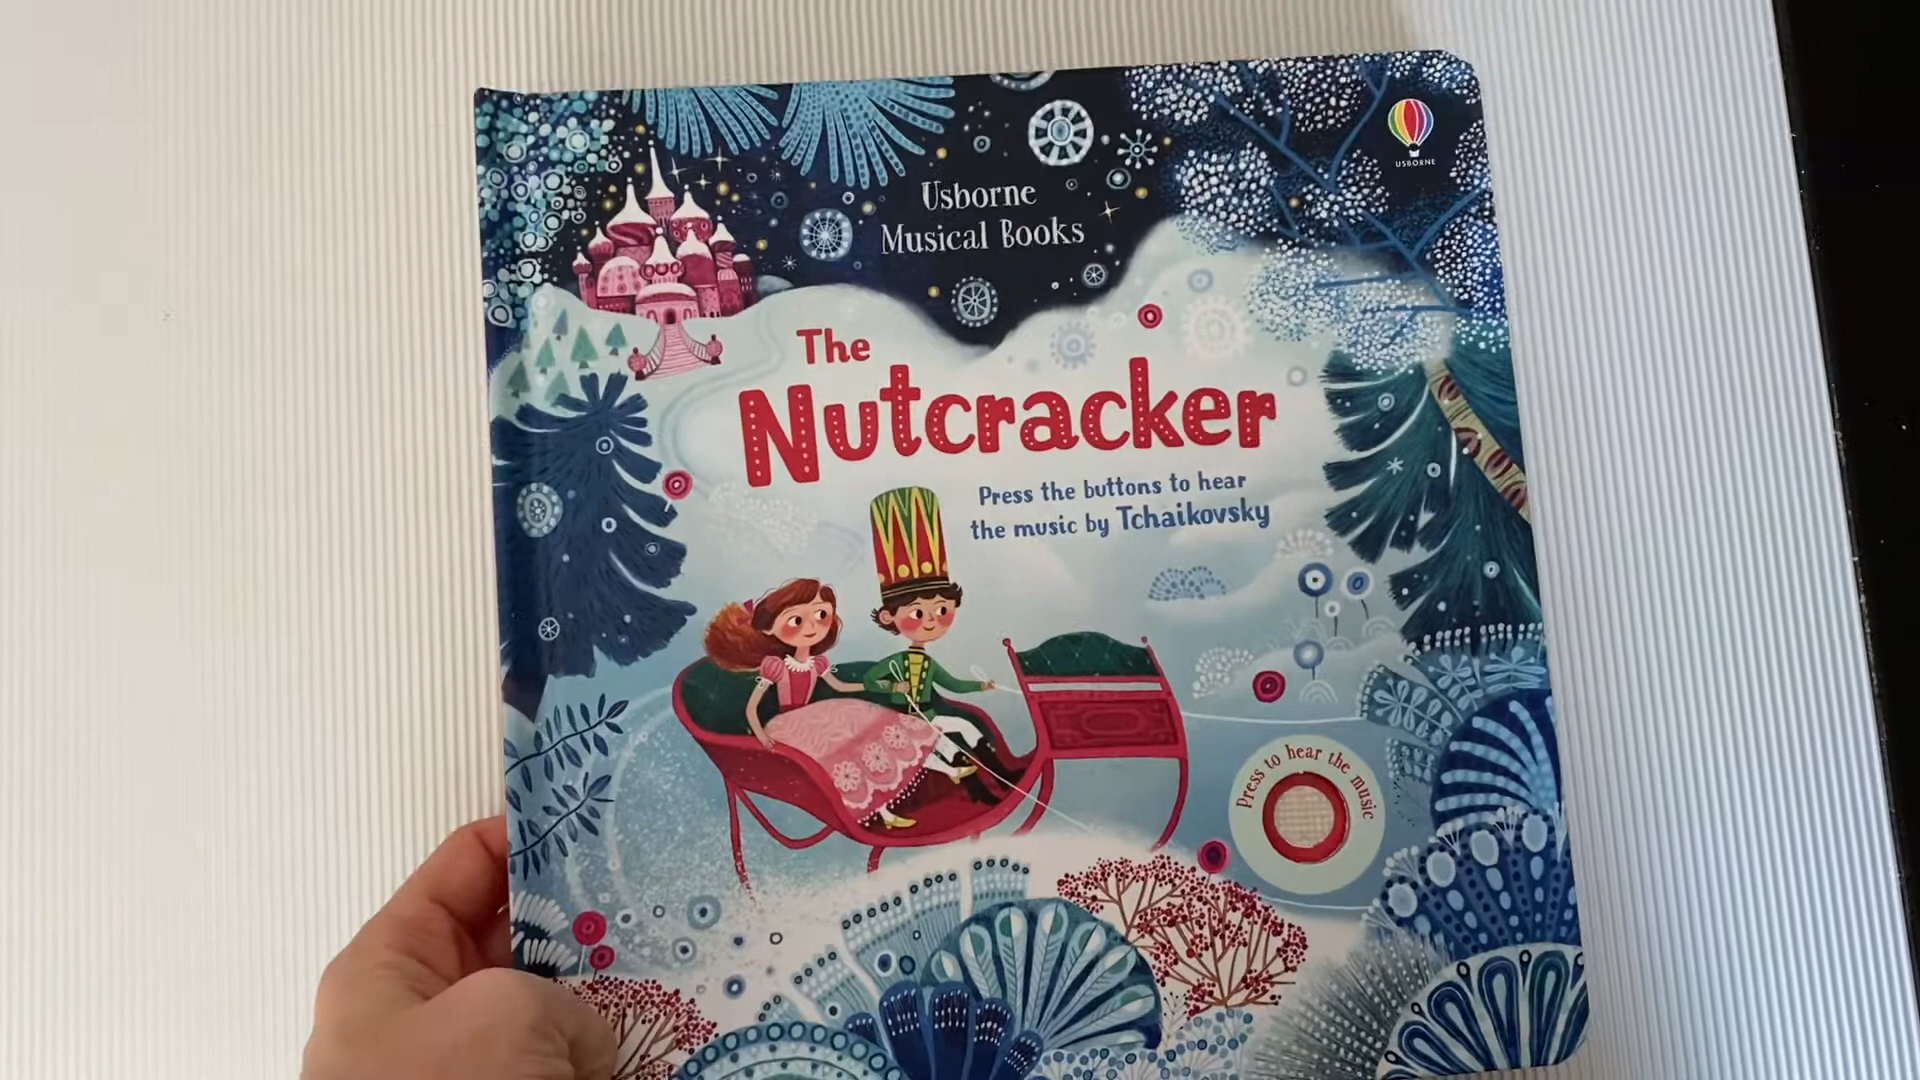 USBORNE
Usborne
Musical Books
The
Nutcracker
Press the buttons to hear
the music by Tchaikovsky
Press to hear the music